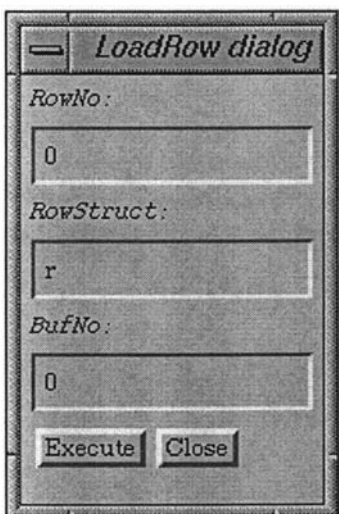 LoadRow dialog
RowNo:
0
RowStruct:
r
BufNo:
0
Execute Close